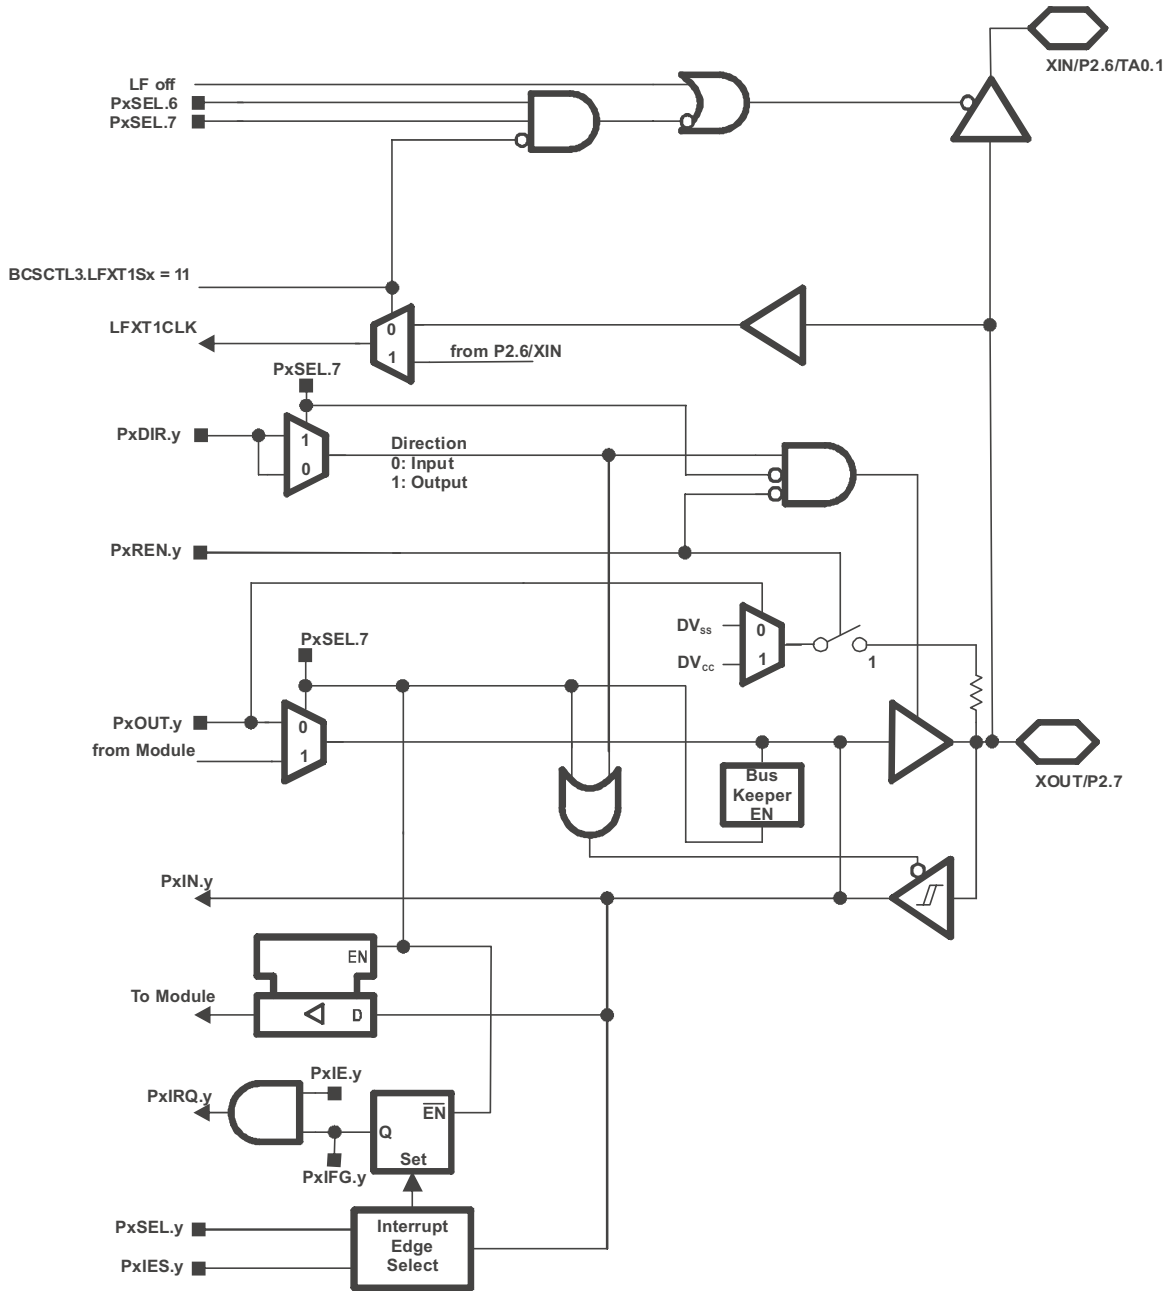 XIN/P2.6/TA0.1
LF off
PxSEL.6
PxSEL.7
BCSCTL3.LFXT1Sx = 11
LFXT1CLK
0
1
from P2.6/XIN
PxSEL.7
PxDIR.y
1
0
Direction
0: Input
1: Output
PxREN.y
DVSS
DVCC
0
1
1
PxSEL.7
PxOUT.y
from Module
0
1
Bus
Keeper
EN
XOUT/P2.7
PxIN.y
EN
To Module
D
PxIE.y
PxIRQ.y
EN
Q
Set
PxIFG.y
PxSEL.y
PxIES.y
Interrupt
Edge
Select